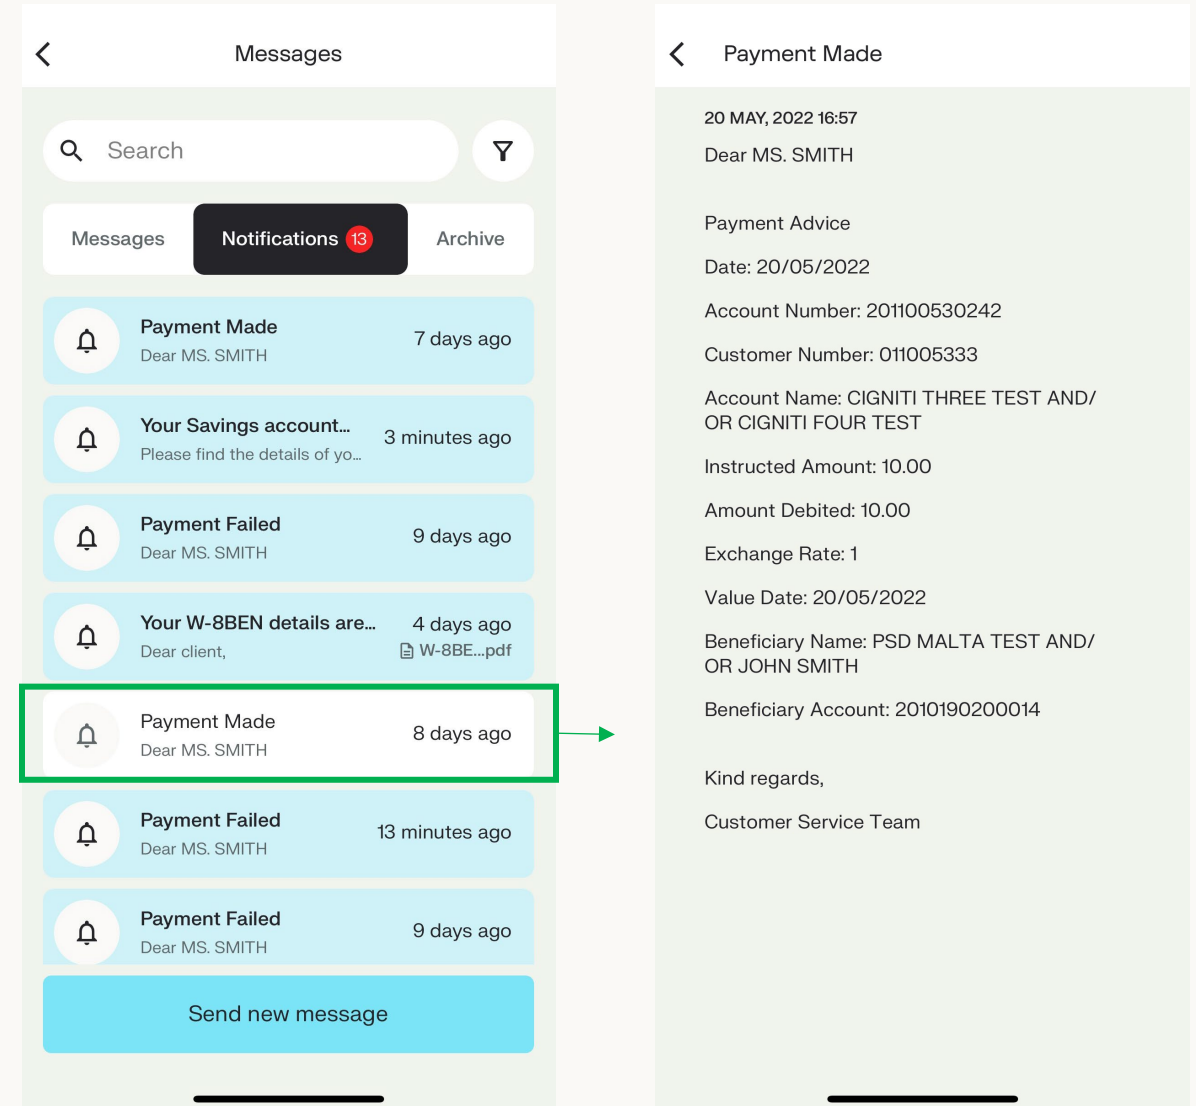 Messages
Search
Messages
Notifications 13
Archive
Payment Made
Dear MS. SMITH
7 days ago
Your Savings account...
Please find the details of yo...
3 minutes ago
Payment Failed
Dear MS. SMITH
9 days ago
Your W-8BEN details are...
Dear client,
4 days ago
W-8BE...pdf
Payment Made
Dear MS. SMITH
8 days ago
Payment Failed
Dear MS. SMITH
13 minutes ago
Payment Failed
Dear MS. SMITH
9 days ago
Send new message
Payment Made
20 MAY, 2022 16:57
Dear MS. SMITH
Payment Advice
Date: 20/05/2022
Account Number: 201100530242
Customer Number: 011005333
Account Name: CIGNITI THREE TEST AND/
OR CIGNITI FOUR TEST
Instructed Amount: 10.00
Amount Debited: 10.00
Exchange Rate: 1
Value Date: 20/05/2022
Beneficiary Name: PSD MALTA TEST AND/
OR JOHN SMITH
Beneficiary Account: 2010190200014
Kind regards,
Customer Service Team